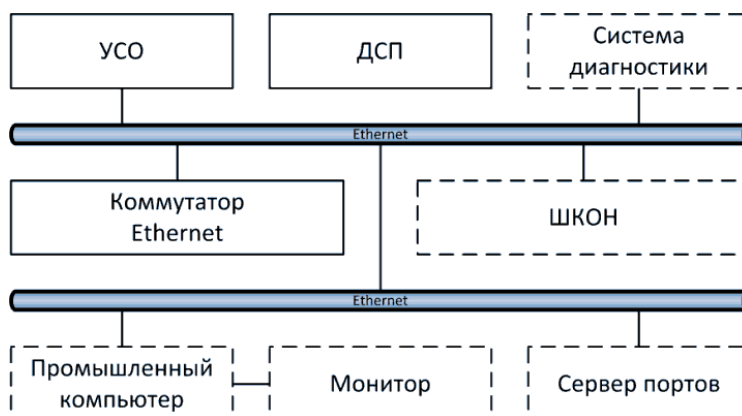 УСО
ДСП
Система
диагностики
Ethernet
Коммутатор
Ethernet
ШКОН
Ethernet
Промышленный
компьютер
Монитор
Сервер портов